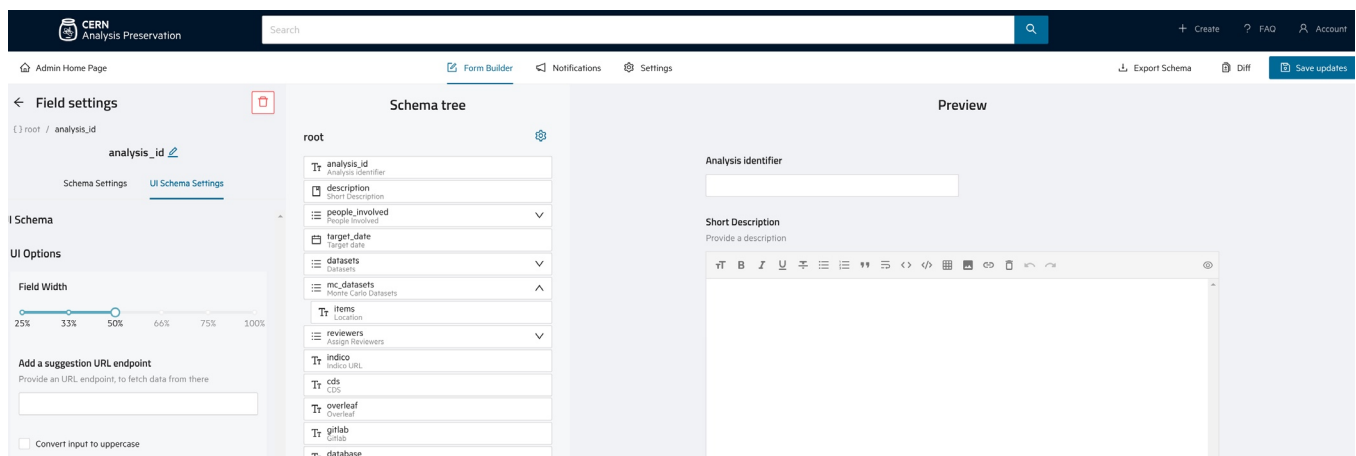 CERN
Analysis Preservation
Search
+ Create
? FAQ
Account
Admin Home Page
Form Builder
Notifications
Settings
Export Schema
Diff
Save updates
← Field settings
{ } root / analysis_id
analysis_id
Schema Settings
UI Schema Settings
I Schema
UI Options
Field Width
25% 33% 50% 66% 75% 100%
Add a suggestion URL endpoint
Provide an URL endpoint, to fetch data from there
Convert input to uppercase
Schema tree
root
analysis_id
Analysis identifier
description
Short Description
people_involved
People Involved
target_date
Target date
datasets
Datasets
mc_datasets
Monte Carlo Datasets
items
Location
reviewers
Assign Reviewers
indico
Indico URL
cds
CDS
overleaf
Overleaf
gitlab
Gitlab
database
Preview
Analysis identifier
Short Description
Provide a description